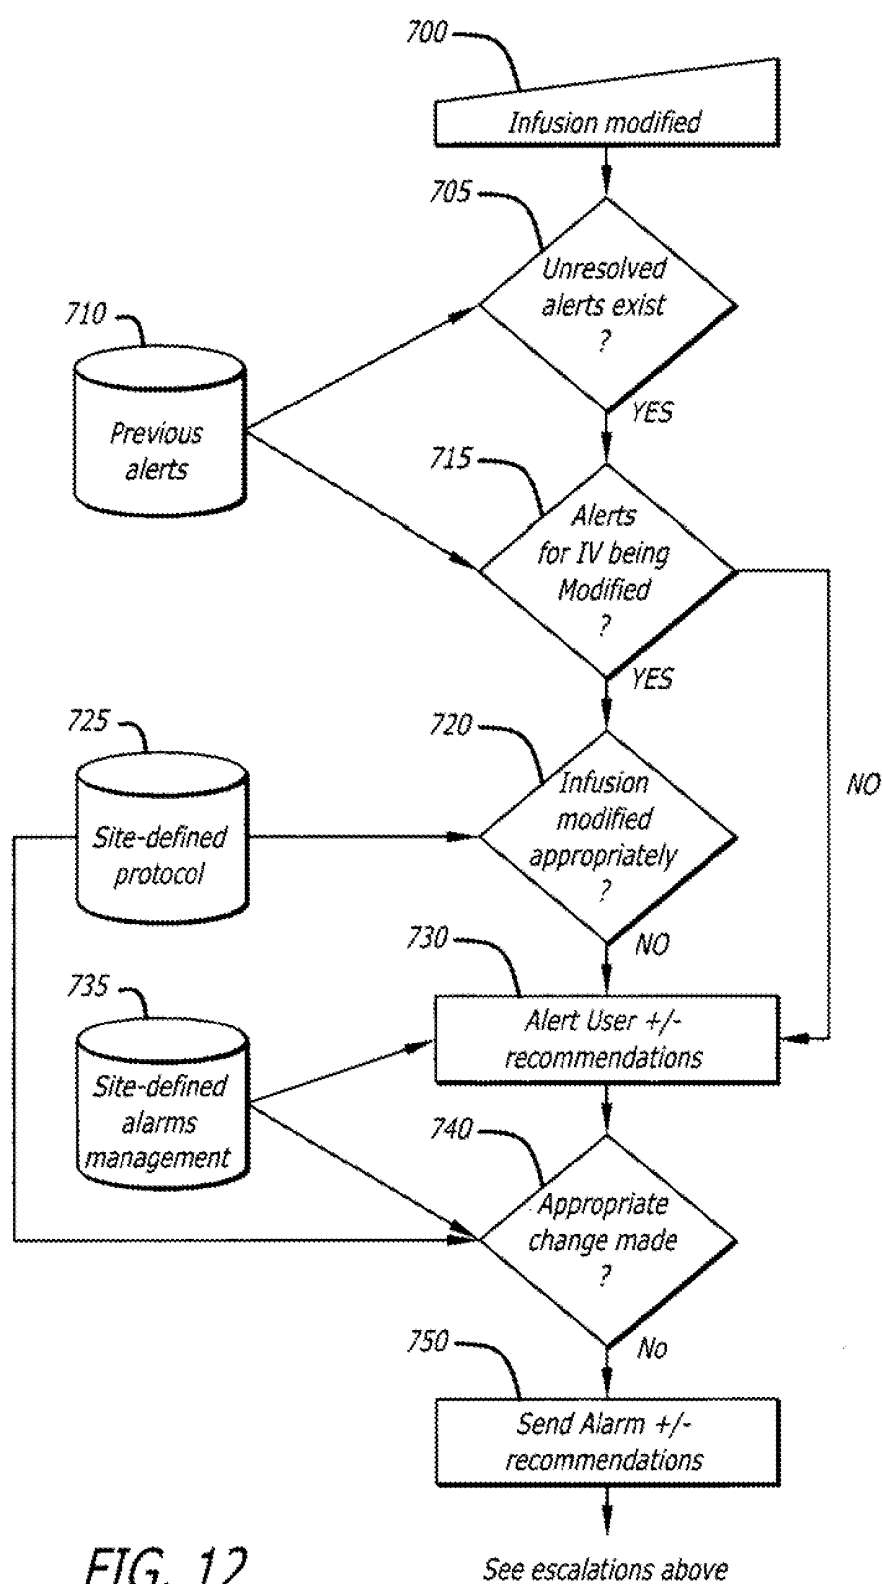 700
Infusion modified
705
Unresolved
alerts exist
?
710
Previous
alerts
YES
715
Alerts
for IV being
Modified
?
YES
725
Site-defined
protocol
720
Infusion
modified
appropriately
?
NO
NO
730
Alert User +/-
recommendations
735
Site-defined
alarms
management
740
Appropriate
change made
?
No
750
Send Alarm +/-
recommendations
See escalations above
FIG. 12